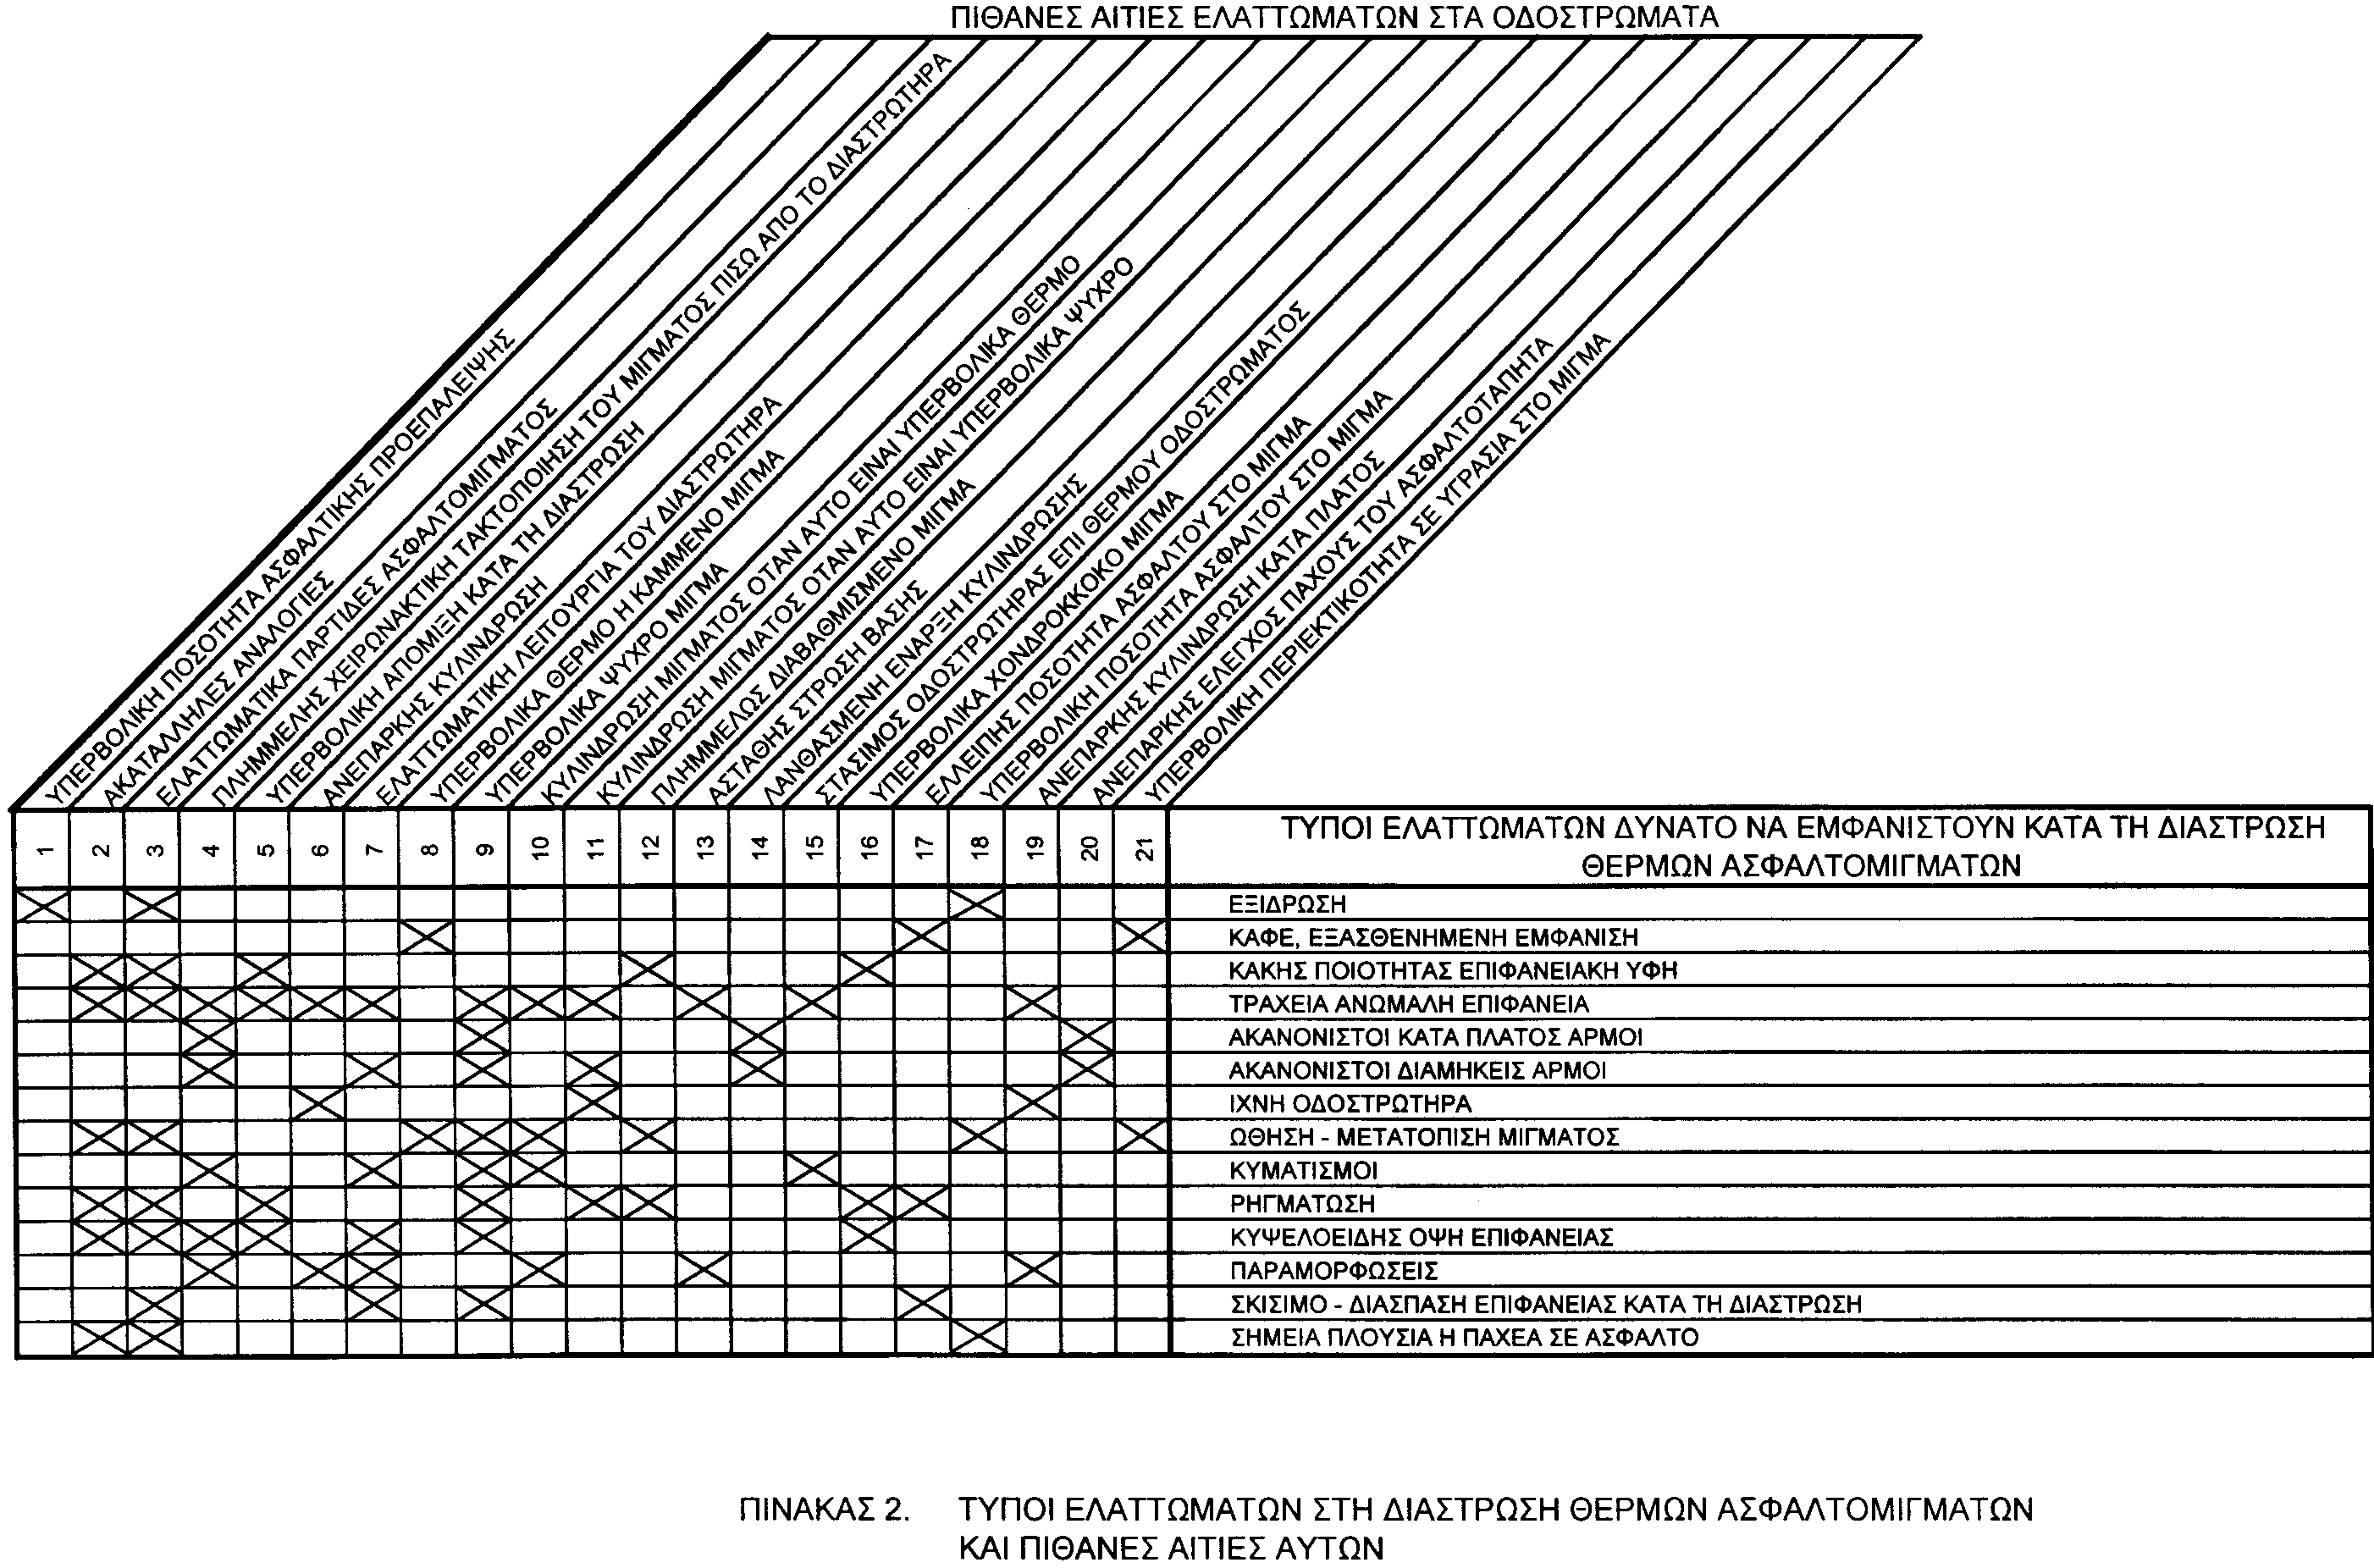 ΠΙΘΑΝΕΣ ΑΙΤΙΕΣ ΕΛΑΤΤΩΜΑΤΩΝ ΣΤΑ ΟΔΟΣΤΡΩΜΑΤΑ
ΥΠΕΡΒΟΛΙΚΗ ΠΟΣΟΤΗΤΑ ΑΣΦΑΛΤΙΚΗΣ ΠΡΟΕΠΑΛΕΙΨΗΣ
ΑΚΑΤΑΛΛΗΛΕΣ ΑΝΑΛΟΓΙΕΣ
ΕΛΑΤΤΩΜΑΤΙΚΑ ΠΑΡΤΙΔΕΣ ΑΣΦΑΛΤΟΜΙΓΜΑΤΟΣ
ΠΛΗΜΜΕΛΗΣ ΧΕΙΡΩΝΑΚΤΙΚΗ ΤΑΚΤΟΠΟΙΗΣΗ ΤΟΥ ΜΙΓΜΑΤΟΣ ΠΙΣΩ ΑΠΟ ΤΟ ΔΙΑΣΤΡΩΤΗΡΑ
ΥΠΕΡΒΟΛΙΚΗ ΑΠΟΜΙΞΗ ΚΑΤΑ ΤΗ ΔΙΑΣΤΡΩΣΗ
ΑΝΕΠΑΡΚΗΣ ΚΥΛΙΝΔΡΩΣΗ
ΕΛΑΤΤΩΜΑΤΙΚΗ ΛΕΙΤΟΥΡΓΙΑ ΤΟΥ ΔΙΑΣΤΡΩΤΗΡΑ
ΥΠΕΡΒΟΛΙΚΑ ΘΕΡΜΟ Η ΚΑΜΜΕΝΟ ΜΙΓΜΑ
ΥΠΕΡΒΟΛΙΚΑ ΨΥΧΡΟ ΜΙΓΜΑ
ΚΥΛΙΝΔΡΩΣΗ ΜΙΓΜΑΤΟΣ ΟΤΑΝ ΑΥΤΟ ΕΙΝΑΙ ΥΠΕΡΒΟΛΙΚΑ ΘΕΡΜΟ
ΚΥΛΙΝΔΡΩΣΗ ΜΙΓΜΑΤΟΣ ΟΤΑΝ ΑΥΤΟ ΕΙΝΑΙ ΥΠΕΡΒΟΛΙΚΑ ΨΥΧΡΟ
ΠΛΗΜΜΕΛΩΣ ΔΙΑΒΑΘΜΙΣΜΕΝΟ ΜΙΓΜΑ
ΑΣΤΑΘΗΣ ΣΤΡΩΣΗ ΒΑΣΗΣ
ΛΑΝΘΑΣΜΕΝΗ ΕΝΑΡΞΗ ΚΥΛΙΝΔΡΩΣΗΣ
ΣΤΑΣΙΜΟΣ ΟΔΟΣΤΡΩΤΗΡΑΣ ΕΠΙ ΘΕΡΜΟΥ ΟΔΟΣΤΡΩΜΑΤΟΣ
ΥΠΕΡΒΟΛΙΚΑ ΧΟΝΔΡΟΚΚΟΚΟ ΜΙΓΜΑ
ΕΛΛΕΙΠΗΣ ΠΟΣΟΤΗΤΑ ΑΣΦΑΛΤΟΥ ΣΤΟ ΜΙΓΜΑ
ΥΠΕΡΒΟΛΙΚΗ ΠΟΣΟΤΗΤΑ ΑΣΦΑΛΤΟΥ ΣΤΟ ΜΙΓΜΑ
ΑΝΕΠΑΡΚΗΣ ΚΥΛΙΝΔΡΩΣΗ ΚΑΤΑ ΠΛΑΤΟΣ
ΑΝΕΠΑΡΚΗΣ ΕΛΕΓΧΟΣ ΠΑΧΟΥΣ ΤΟΥ ΑΣΦΑΛΤΟΤΑΠΗΤΑ
ΥΠΕΡΒΟΛΙΚΗ ΠΕΡΙΕΚΤΙΚΟΤΗΤΑ ΣΕ ΥΓΡΑΣΙΑ ΣΤΟ ΜΙΓΜΑ
1 2 3 4 5 6 7 8 9 10 11 12 13 14 15 16 17 18 19 20 21
ΤΥΠΟΙ ΕΛΑΤΤΩΜΑΤΩΝ ΔΥΝΑΤΟ ΝΑ ΕΜΦΑΝΙΣΤΟΥΝ ΚΑΤΑ ΤΗ ΔΙΑΣΤΡΩΣΗ
ΘΕΡΜΩΝ ΑΣΦΑΛΤΟΜΙΓΜΑΤΩΝ
ΕΞΙΔΡΩΣΗ
ΚΑΦΕ, ΕΞΑΣΘΕΝΗΜΕΝΗ ΕΜΦΑΝΙΣΗ
ΚΑΚΗΣ ΠΟΙΟΤΗΤΑΣ ΕΠΙΦΑΝΕΙΑΚΗ ΥΦΗ
ΤΡΑΧΕΙΑ ΑΝΩΜΑΛΗ ΕΠΙΦΑΝΕΙΑ
ΑΚΑΝΟΝΙΣΤΟΙ ΚΑΤΑ ΠΛΑΤΟΣ ΑΡΜΟΙ
ΑΚΑΝΟΝΙΣΤΟΙ ΔΙΑΜΗΚΕΙΣ ΑΡΜΟΙ
ΙΧΝΗ ΟΔΟΣΤΡΩΤΗΡΑ
ΩΘΗΣΗ - ΜΕΤΑΤΟΠΙΣΗ ΜΙΓΜΑΤΟΣ
ΚΥΜΑΤΙΣΜΟΙ
ΡΗΓΜΑΤΩΣΗ
ΚΥΨΕΛΟΕΙΔΗΣ ΟΨΗ ΕΠΙΦΑΝΕΙΑΣ
ΠΑΡΑΜΟΡΦΩΣΕΙΣ
ΣΚΙΣΙΜΟ - ΔΙΑΣΠΑΣΗ ΕΠΙΦΑΝΕΙΑΣ ΚΑΤΑ ΤΗ ΔΙΑΣΤΡΩΣΗ
ΣΗΜΕΙΑ ΠΛΟΥΣΙΑ Η ΠΑΧΕΑ ΣΕ ΑΣΦΑΛΤΟ
ΠΙΝΑΚΑΣ 2. ΤΥΠΟΙ ΕΛΑΤΤΩΜΑΤΩΝ ΣΤΗ ΔΙΑΣΤΡΩΣΗ ΘΕΡΜΩΝ ΑΣΦΑΛΤΟΜΙΓΜΑΤΩΝ
ΚΑΙ ΠΙΘΑΝΕΣ ΑΙΤΙΕΣ ΑΥΤΩΝ